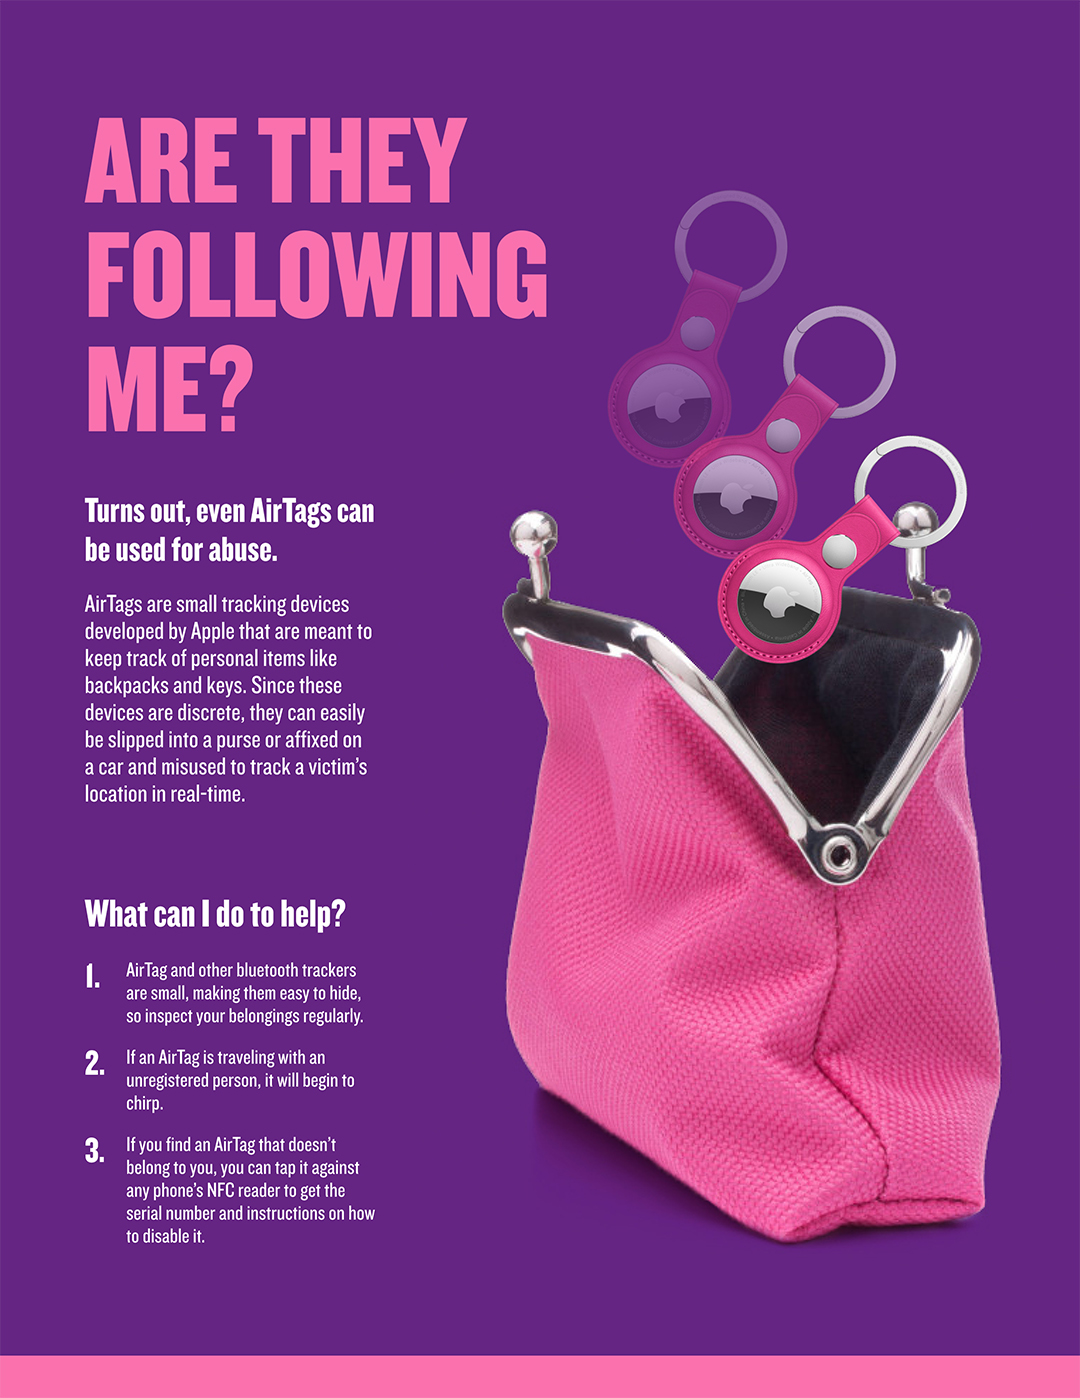 ARE THEY
FOLLOWING
ME?
Turns out, even AirTags can
be used for abuse.
AirTags are small tracking devices
developed by Apple that are meant to
keep track of personal items like
backpacks and keys. Since these
devices are discrete, they can easily
be slipped into a purse or affixed on
a car and misused to track a victim's
location in real-time.
What can I do to help?
1. AirTag and other bluetooth trackers
are small, making them easy to hide,
so inspect your belongings regularly.
2. If an AirTag is traveling with an
unregistered person, it will begin to
chirp.
3. If you find an AirTag that doesn't
belong to you, you can tap it against
any phone's NFC reader to get the
serial number and instructions on how
to disable it.